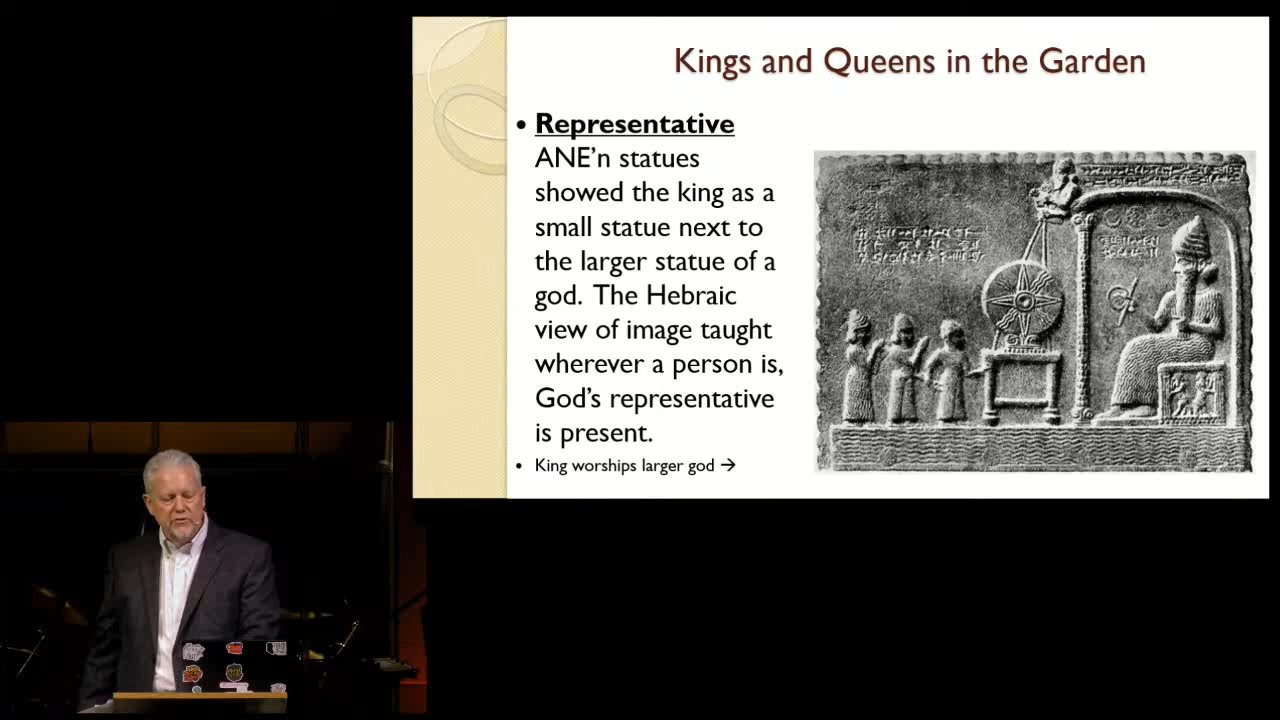 Kings and Queens in the Garden
• Representative
ANE’n statues
showed the king as a
small statue next to
the larger statue of a
god. The Hebraic
view of image taught
wherever a person is,
God’s representative
is present.
• King worships larger god →